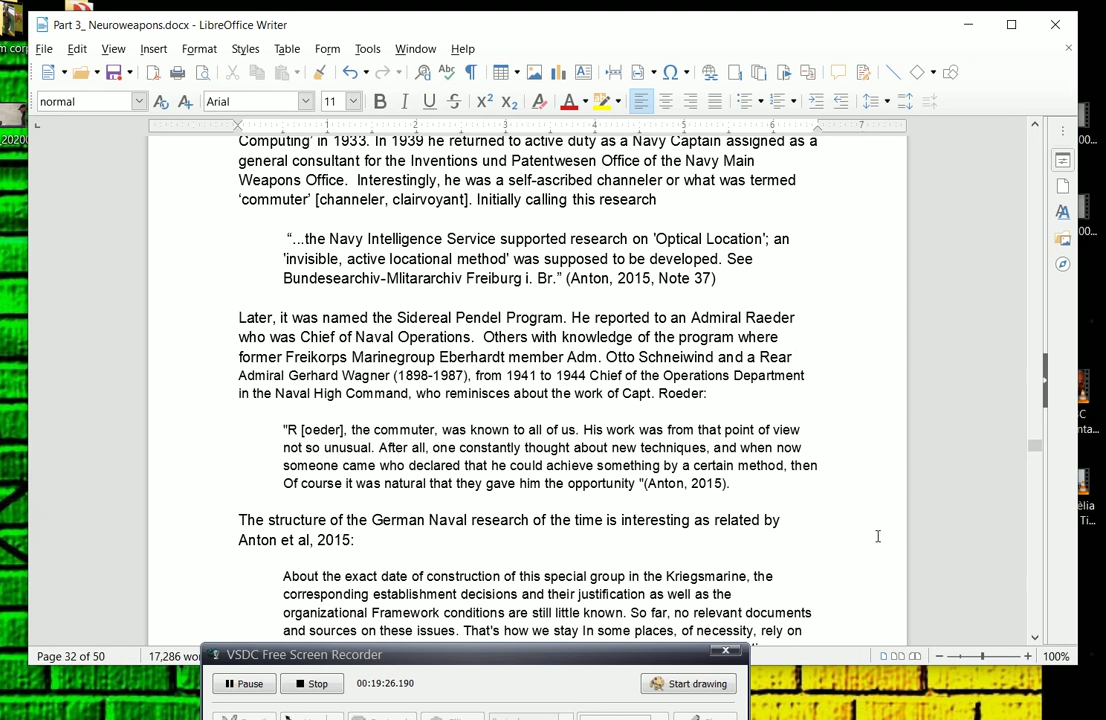 Part 3_ Neuroweapons.docx - LibreOffice Writer
File Edit View Insert Format Styles Table Form Tools Window Help
normal Arial 11
1 2 3 4 5 6 7
Computing' in 1933. In 1939 he returned to active duty as a Navy Captain assigned as a
general consultant for the Inventions und Patentwesen Office of the Navy Main
Weapons Office.  Interestingly, he was a self-ascribed channeler or what was termed
‘commuter’ [channeler, clairvoyant]. Initially calling this research
“...the Navy Intelligence Service supported research on 'Optical Location'; an
'invisible, active locational method' was supposed to be developed. See
Bundesarchiv-Mlitararchiv Freiburg i. Br.” (Anton, 2015, Note 37)
Later, it was named the Sidereal Pendel Program. He reported to an Admiral Raeder
who was Chief of Naval Operations.  Others with knowledge of the program where
former Freikorps Marinegroup Eberhardt member Adm. Otto Schneiwind and a Rear
Admiral Gerhard Wagner (1898-1987), from 1941 to 1944 Chief of the Operations Department
in the Naval High Command, who reminisces about the work of Capt. Roeder:
"R [oeder], the commuter, was known to all of us. His work was from that point of view
not so unusual. After all, one constantly thought about new techniques, and when now
someone came who declared that he could achieve something by a certain method, then
Of course it was natural that they gave him the opportunity "(Anton, 2015).
The structure of the German Naval research of the time is interesting as related by
Anton et al, 2015:
About the exact date of construction of this special group in the Kriegsmarine, the
corresponding establishment decisions and their justification as well as the
organizational Framework conditions are still little known. So far, no relevant documents
and sources on these issues. That's how we stay In some places, of necessity, rely on
Page 32 of 50 17,286 wo 100%
VSDC Free Screen Recorder
Pause Stop 00:19:26.190 Start drawing